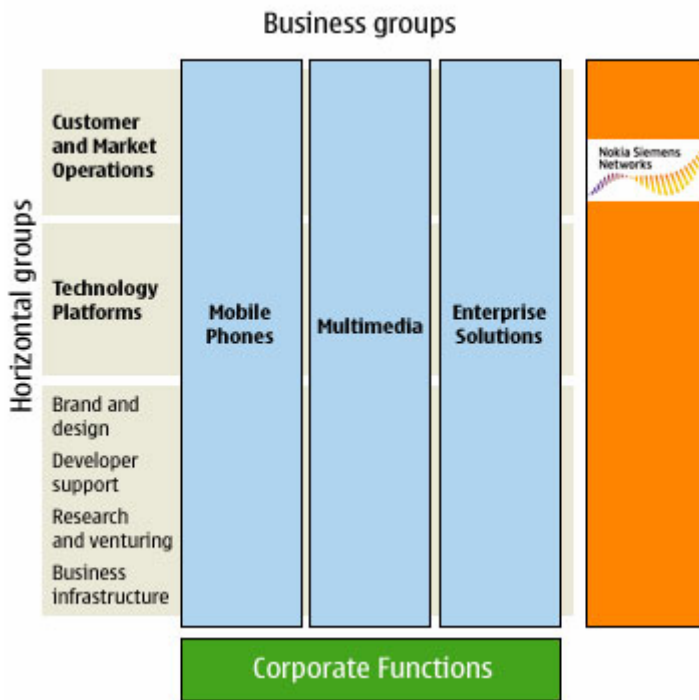 Business groups
Horizontal groups
Customer
and Market
Operations
Technology
Platforms
Brand and
design
Developer
support
Research
and venturing
Business
infrastructure
Mobile
Phones
Multimedia
Enterprise
Solutions
Nokia Siemens
Networks
Corporate Functions